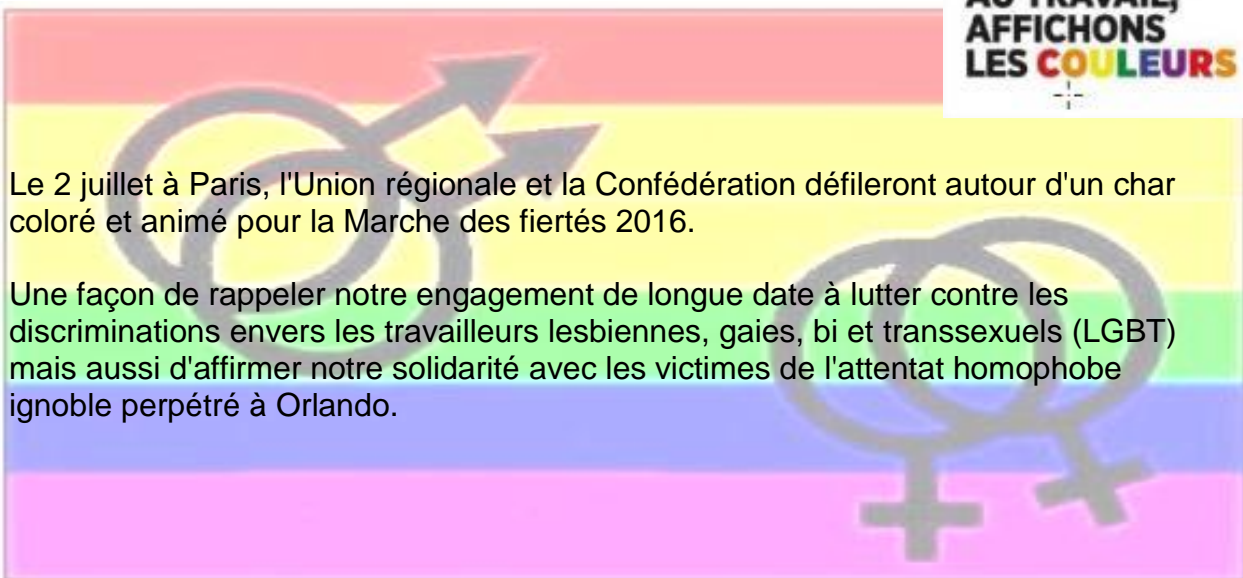 AU TRAVAIL,
AFFICHONS
LES COULEURS
Le 2 juillet à Paris, l'Union régionale et la Confédération défileront autour d'un char
coloré et animé pour la Marche des fiertés 2016.
Une façon de rappeler notre engagement de longue date à lutter contre les
discriminations envers les travailleurs lesbiennes, gaies, bi et transsexuels (LGBT)
mais aussi d'affirmer notre solidarité avec les victimes de l'attentat homophobe
ignoble perpétré à Orlando.